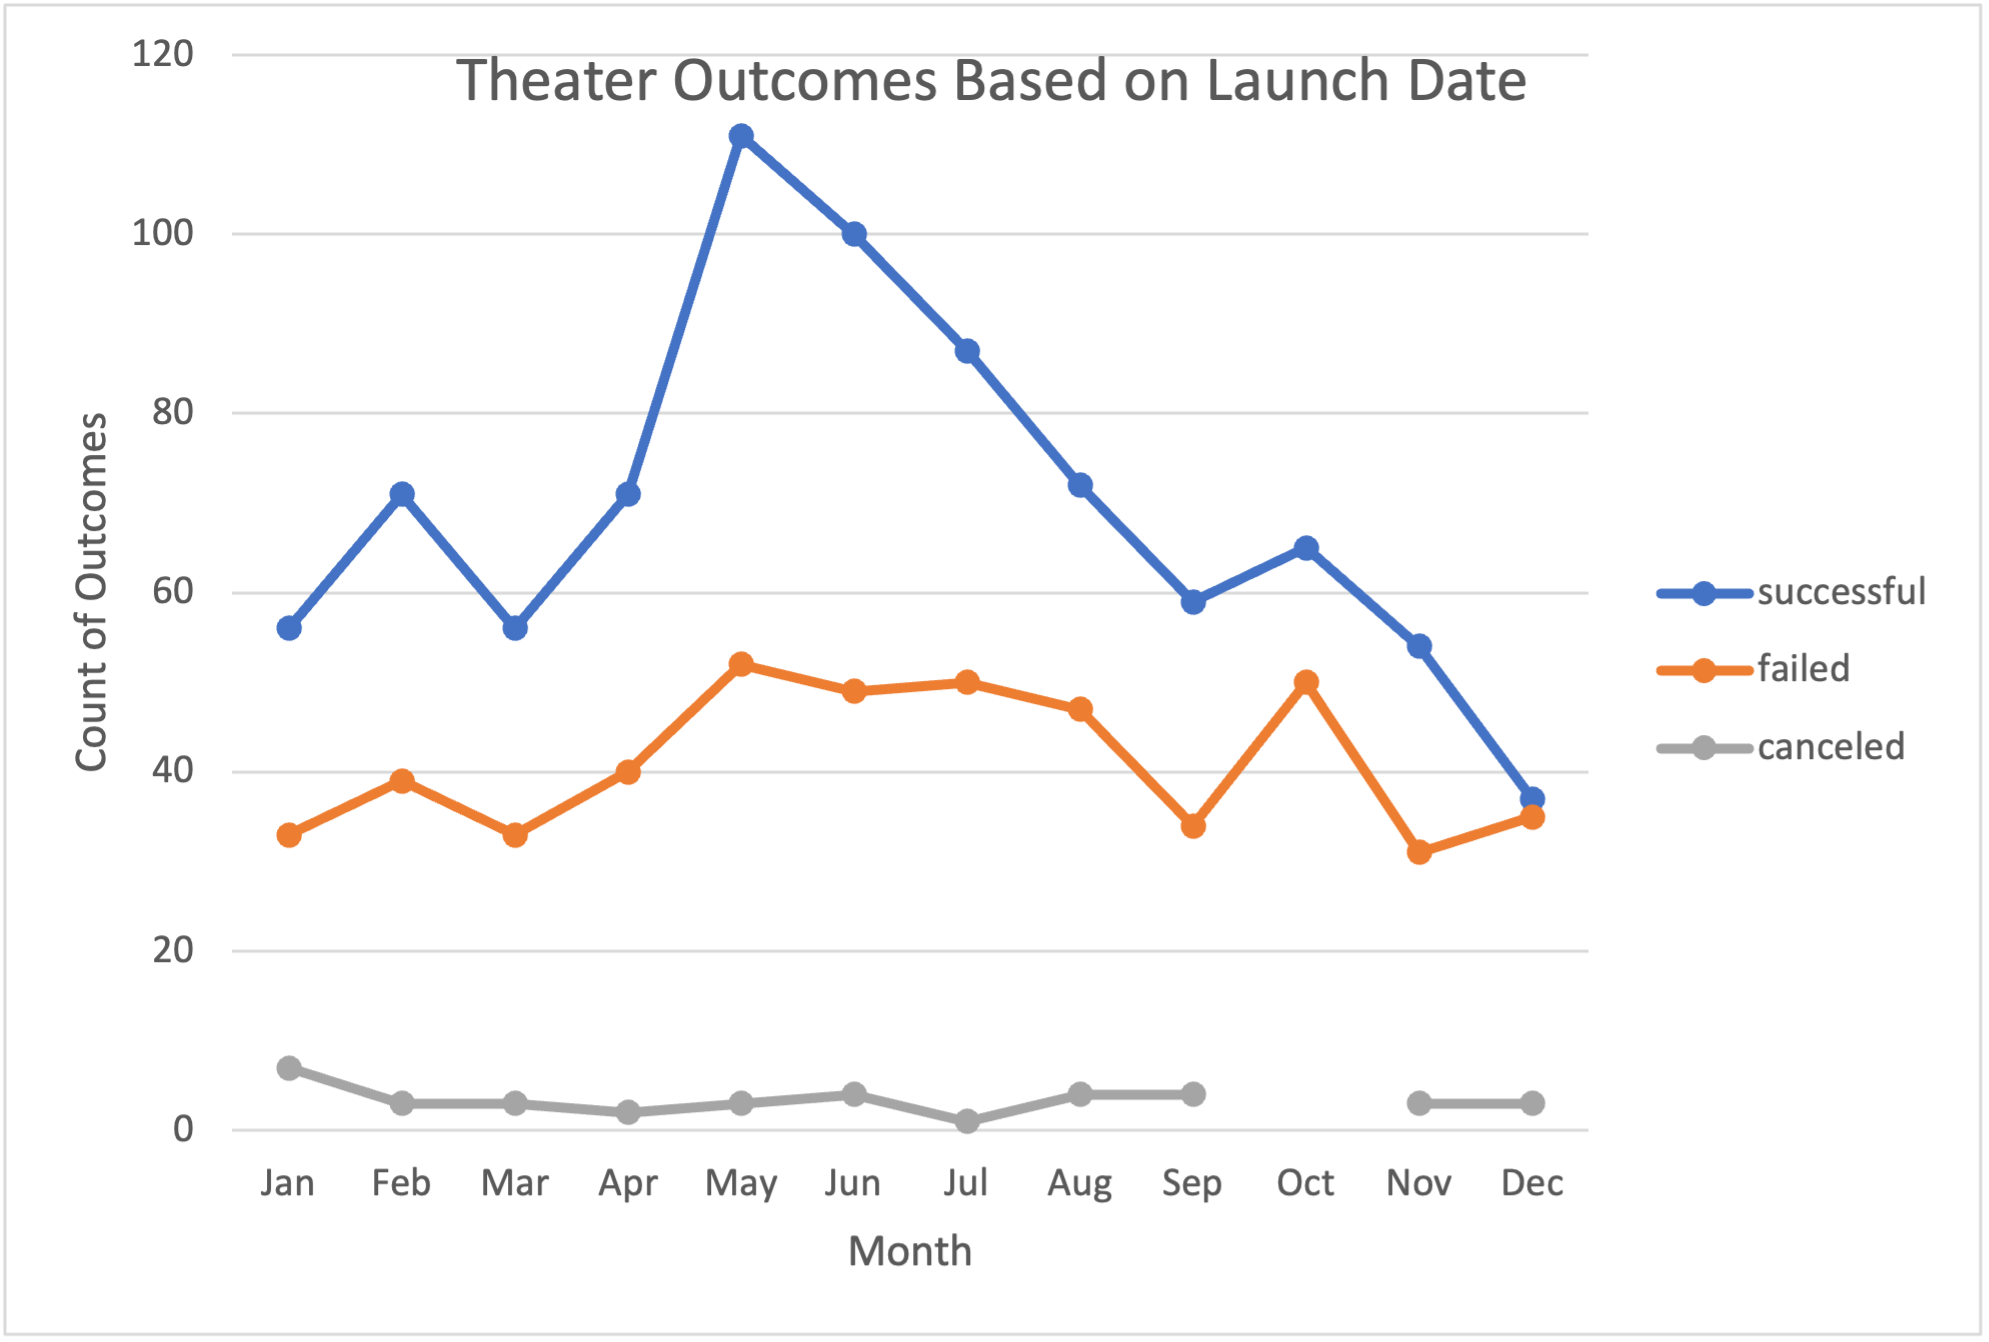 Theater Outcomes Based on Launch Date
120
100
80
60
40
20
0
Count of Outcomes
Jan Feb Mar Apr May Jun Jul Aug Sep Oct Nov Dec
Month
successful
failed
canceled